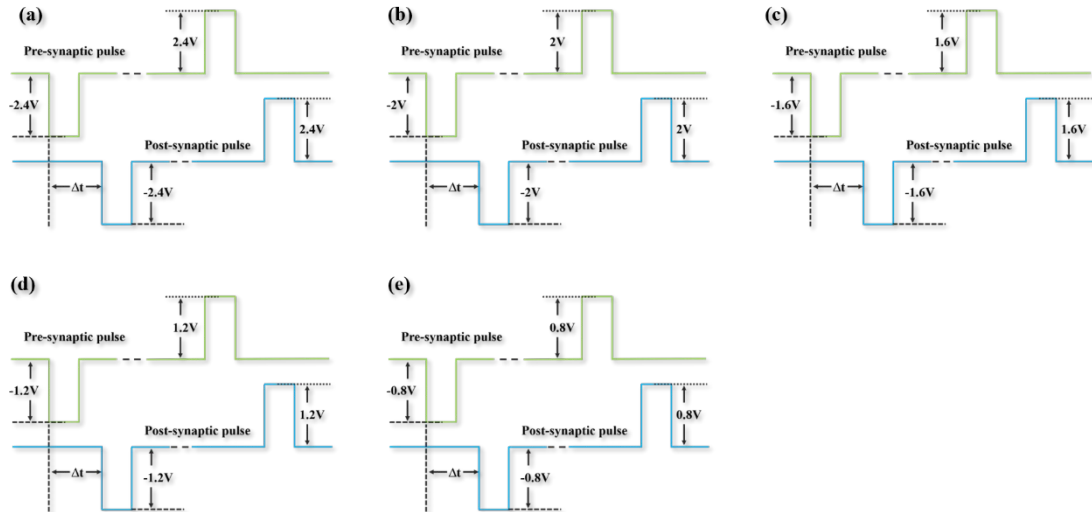 (a)
2.4V
Pre-synaptic pulse
-2.4V
2.4V
Post-synaptic pulse
Δt
-2.4V
(b)
2V
Pre-synaptic pulse
-2V
2V
Post-synaptic pulse
Δt
-2V
(c)
1.6V
Pre-synaptic pulse
-1.6V
1.6V
Post-synaptic pulse
Δt
-1.6V
(d)
1.2V
Pre-synaptic pulse
-1.2V
1.2V
Post-synaptic pulse
Δt
-1.2V
(e)
0.8V
Pre-synaptic pulse
-0.8V
0.8V
Post-synaptic pulse
Δt
-0.8V